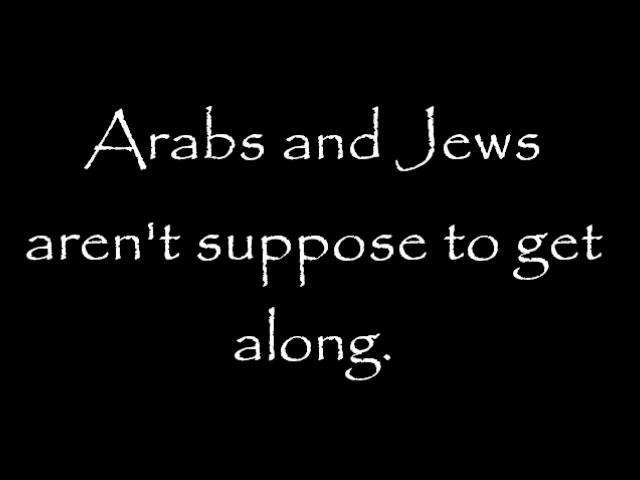 Arabs and Jews
aren't suppose to get
along.